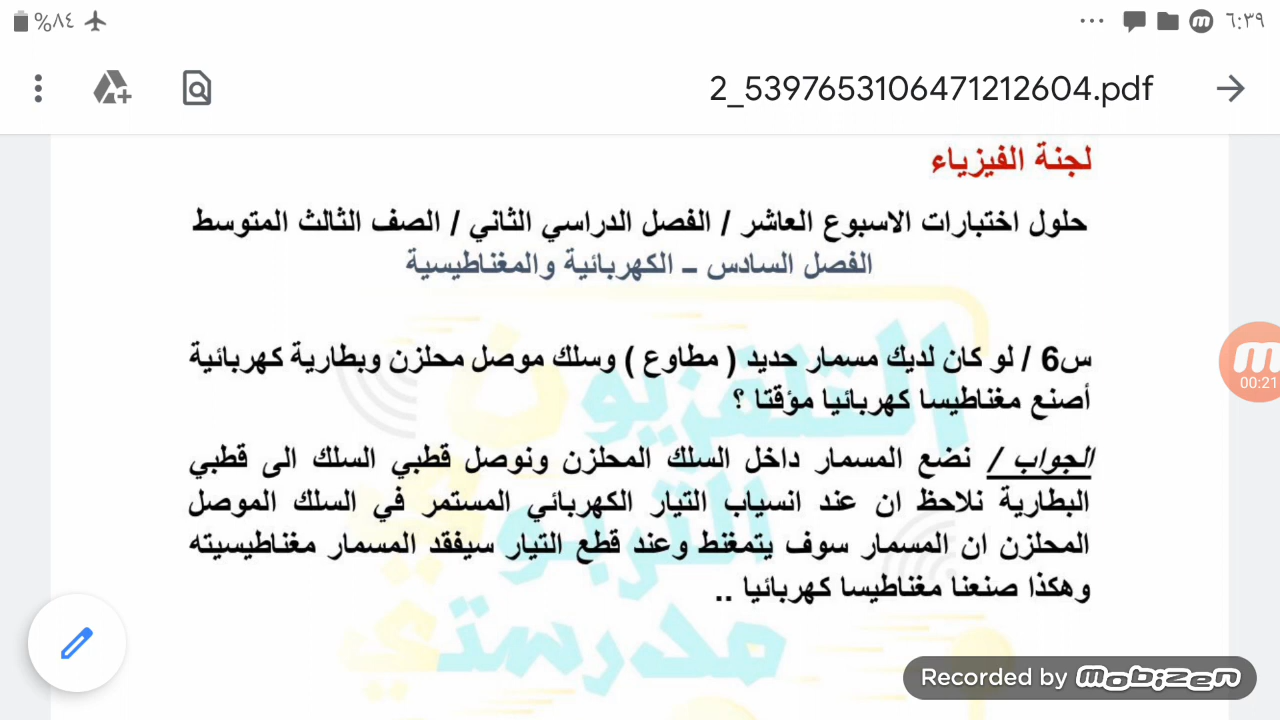 %٨٤ ... ٦:٣٩
2_5397653106471212604.pdf
لجنة الفيزياء
حلول اختبارات الاسبوع العاشر / الفصل الدراسي الثاني / الصف الثالث المتوسط
الفصل السادس – الكهربائية والمغناطيسية
س6 / لو كان لديك مسمار حديد ( مطاوع ) وسلك موصل محلزن وبطارية كهربائية
أصنع مغناطيسا كهربائيا مؤقتا ؟
الجواب / نضع المسمار داخل السلك المحلزن ونوصل قطبي السلك الى قطبي
البطارية نلاحظ ان عند انسياب التيار الكهربائي المستمر في السلك الموصل
المحلزن ان المسمار سوف يتمغنط وعند قطع التيار سيفقد المسمار مغناطيسيته
وهكذا صنعنا مغناطيسا كهربائيا ..
التلفزيون
التربوي
مدرستي
00:21
Recorded by mobizen